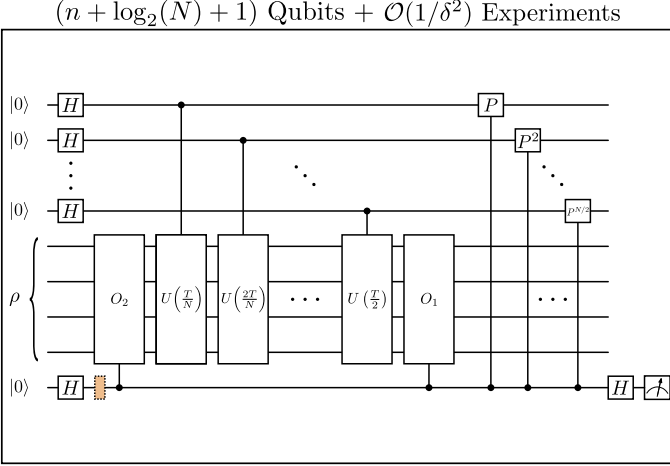 (n + log₂(N) + 1) Qubits + 𝒪(1/δ²) Experiments
|0⟩ H P
|0⟩ H P²
⋮ ⋱ ⋱
|0⟩ H P^{N/2}
ρ { O₂ U(T/N) U(2T/N) · · · U(T/2) O₁ · · ·
|0⟩ H H